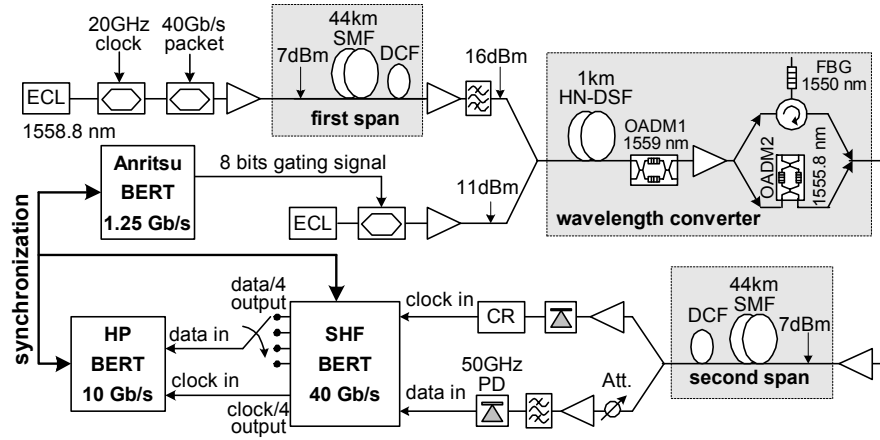 20GHz
clock
40Gb/s
packet
44km
SMF
DCF
7dBm
16dBm
ECL
1558.8 nm
first span
1km
HN-DSF
OADM1
1559 nm
FBG
1550 nm
OADM2
1555.8 nm
wavelength converter
Anritsu
BERT
1.25 Gb/s
8 bits gating signal
ECL
11dBm
synchronization
data/4
output
HP
BERT
10 Gb/s
data in
clock in
clock/4
output
SHF
BERT
40 Gb/s
clock in
CR
data in
50GHz
PD
Att.
44km
SMF
DCF
7dBm
second span